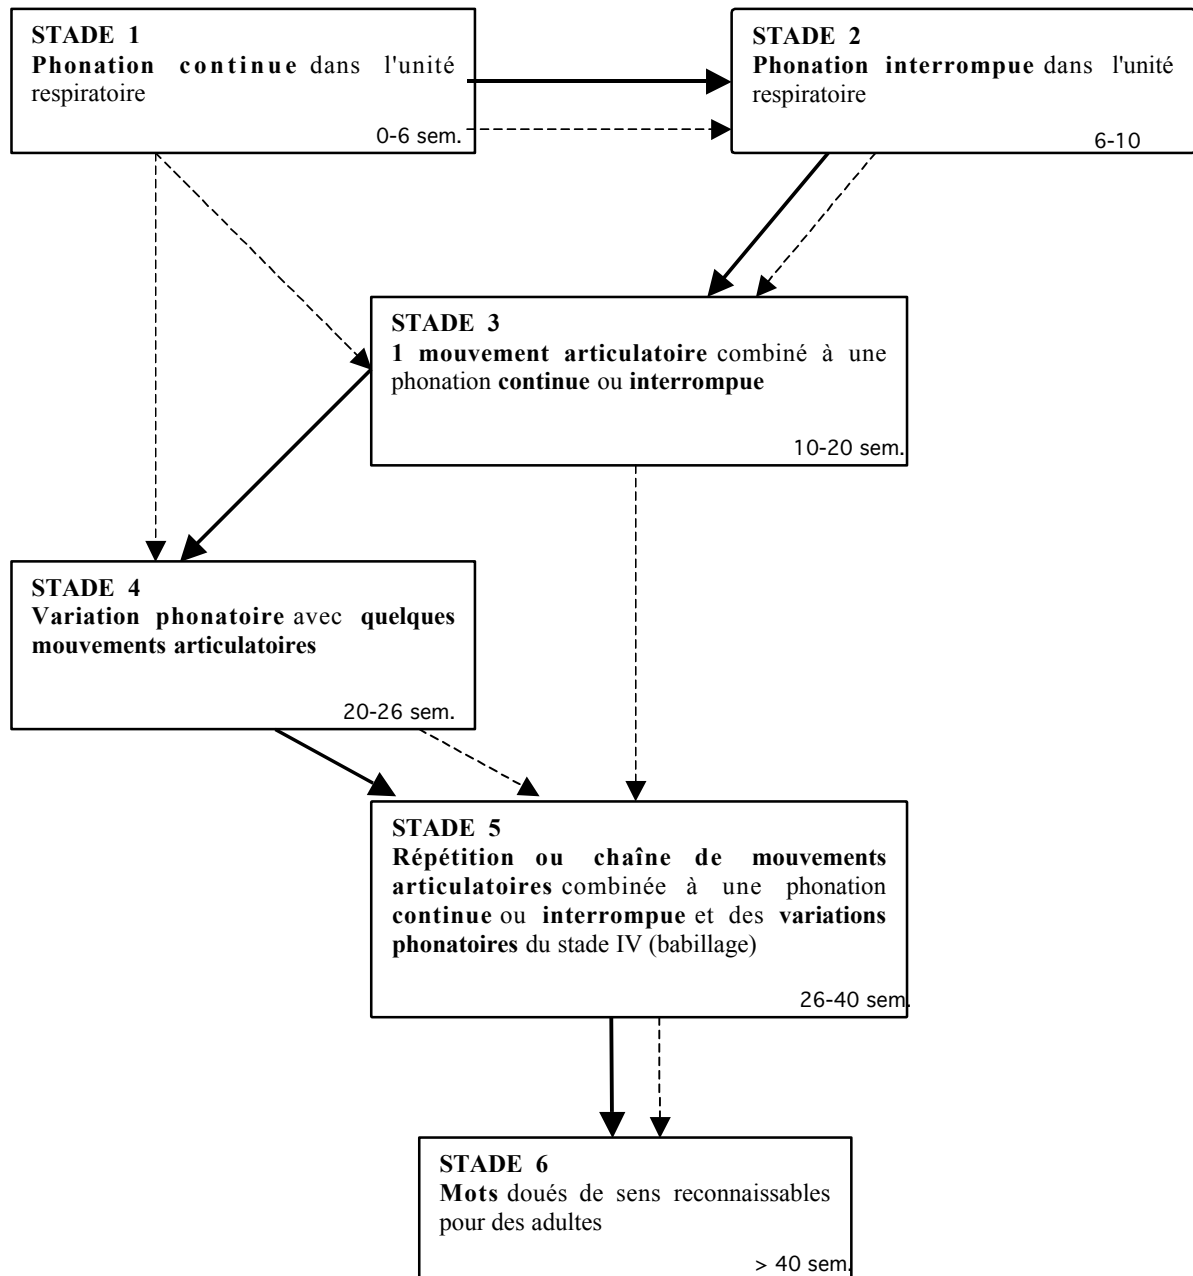 STADE 1
Phonation continue dans l'unité
respiratoire
0-6 sem.
STADE 2
Phonation interrompue dans l'unité
respiratoire
6-10
STADE 3
1 mouvement articulatoire combiné à une
phonation continue ou interrompue
10-20 sem.
STADE 4
Variation phonatoire avec quelques
mouvements articulatoires
20-26 sem.
STADE 5
Répétition ou chaîne de mouvements
articulatoires combinée à une phonation
continue ou interrompue et des variations
phonatoires du stade IV (babillage)
26-40 sem.
STADE 6
Mots doués de sens reconnaissables
pour des adultes
> 40 sem.